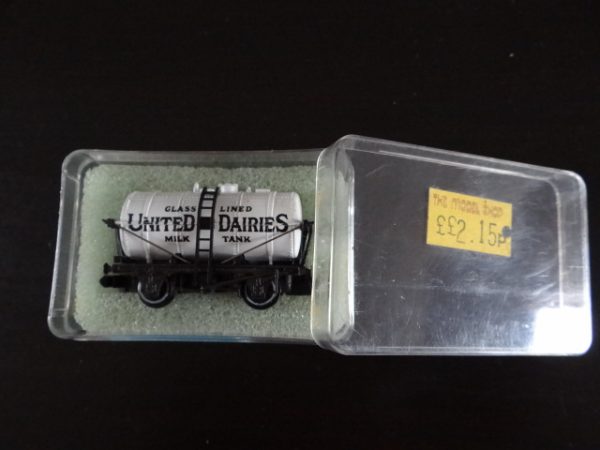 GLASS LINED
UNITED DAIRIES
MILK TANK
THE MODEL SHOP
££2.15p